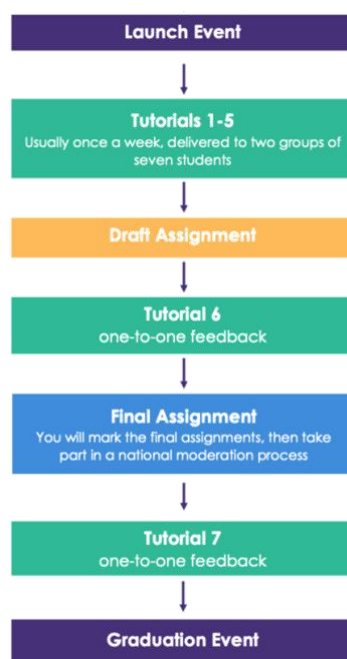 Launch Event
Tutorials 1-5
Usually once a week, delivered to two groups of
seven students
Draft Assignment
Tutorial 6
one-to-one feedback
Final Assignment
You will mark the final assignments, then take
part in a national moderation process
Tutorial 7
one-to-one feedback
Graduation Event